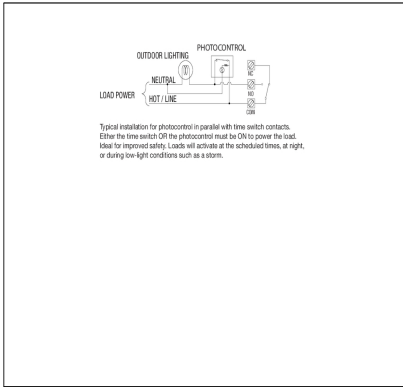 PHOTOCONTROL
OUTDOOR LIGHTING
NC
NEUTRAL
NO
LOAD POWER
HOT / LINE
COM
Typical installation for photocontrol in parallel with time switch contacts.
Either the time switch OR the photocontrol must be ON to power the load.
Ideal for improved safety. Loads will activate at the scheduled times, at night,
or during low-light conditions such as a storm.